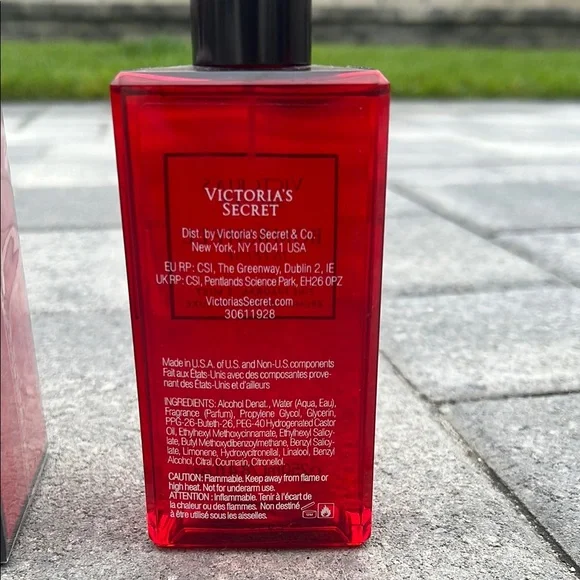 VICTORIA'S
SECRET
Dist. by Victoria's Secret & Co.
New York, NY 10041 USA
EU RP: CSI, The Greenway, Dublin 2, IE
UK RP: CSI, Pentlands Science Park, EH26 0PZ
VictoriasSecret.com
30611928
Made in U.S.A. of U.S. and Non-U.S. components
Fait aux États-Unis avec des composantes prove-
nant des États-Unis et d'ailleurs
INGREDIENTS: Alcohol Denat., Water (Aqua, Eau),
Fragrance (Parfum), Propylene Glycol, Glycerin,
PPG-26-Buteth-26, PEG-40 Hydrogenated Castor
Oil, Ethylhexyl Methoxycinnamate, Ethylhexyl Salicy-
late, Butyl Methoxydibenzoylmethane, Benzyl Salicy-
late, Limonene, Hydroxycitronellal, Linalool, Benzyl
Alcohol, Citral, Coumarin, Citronellol.
CAUTION: Flammable. Keep away from flame or
high heat. Not for underarm use.
ATTENTION : Inflammable. Tenir à l'écart de
la chaleur ou des flammes. Non destiné
à être utilisé sous les aisselles.